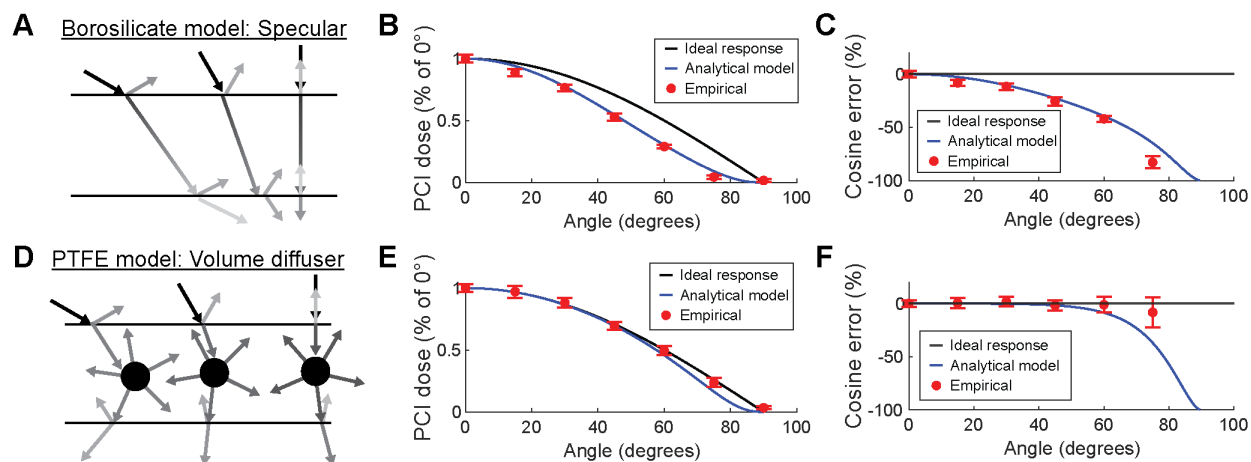 A
Borosilicate model: Specular
B
PCI dose (% of 0°)
1
0.5
0
0 20 40 60 80 100
Angle (degrees)
Ideal response
Analytical model
Empirical
C
Cosine error (%)
0
-50
-100
0 20 40 60 80 100
Angle (degrees)
Ideal response
Analytical model
Empirical
D
PTFE model: Volume diffuser
E
PCI dose (% of 0°)
1
0.5
0
0 20 40 60 80 100
Angle (degrees)
Ideal response
Analytical model
Empirical
F
Cosine error (%)
0
-50
-100
0 20 40 60 80 100
Angle (degrees)
Ideal response
Analytical model
Empirical